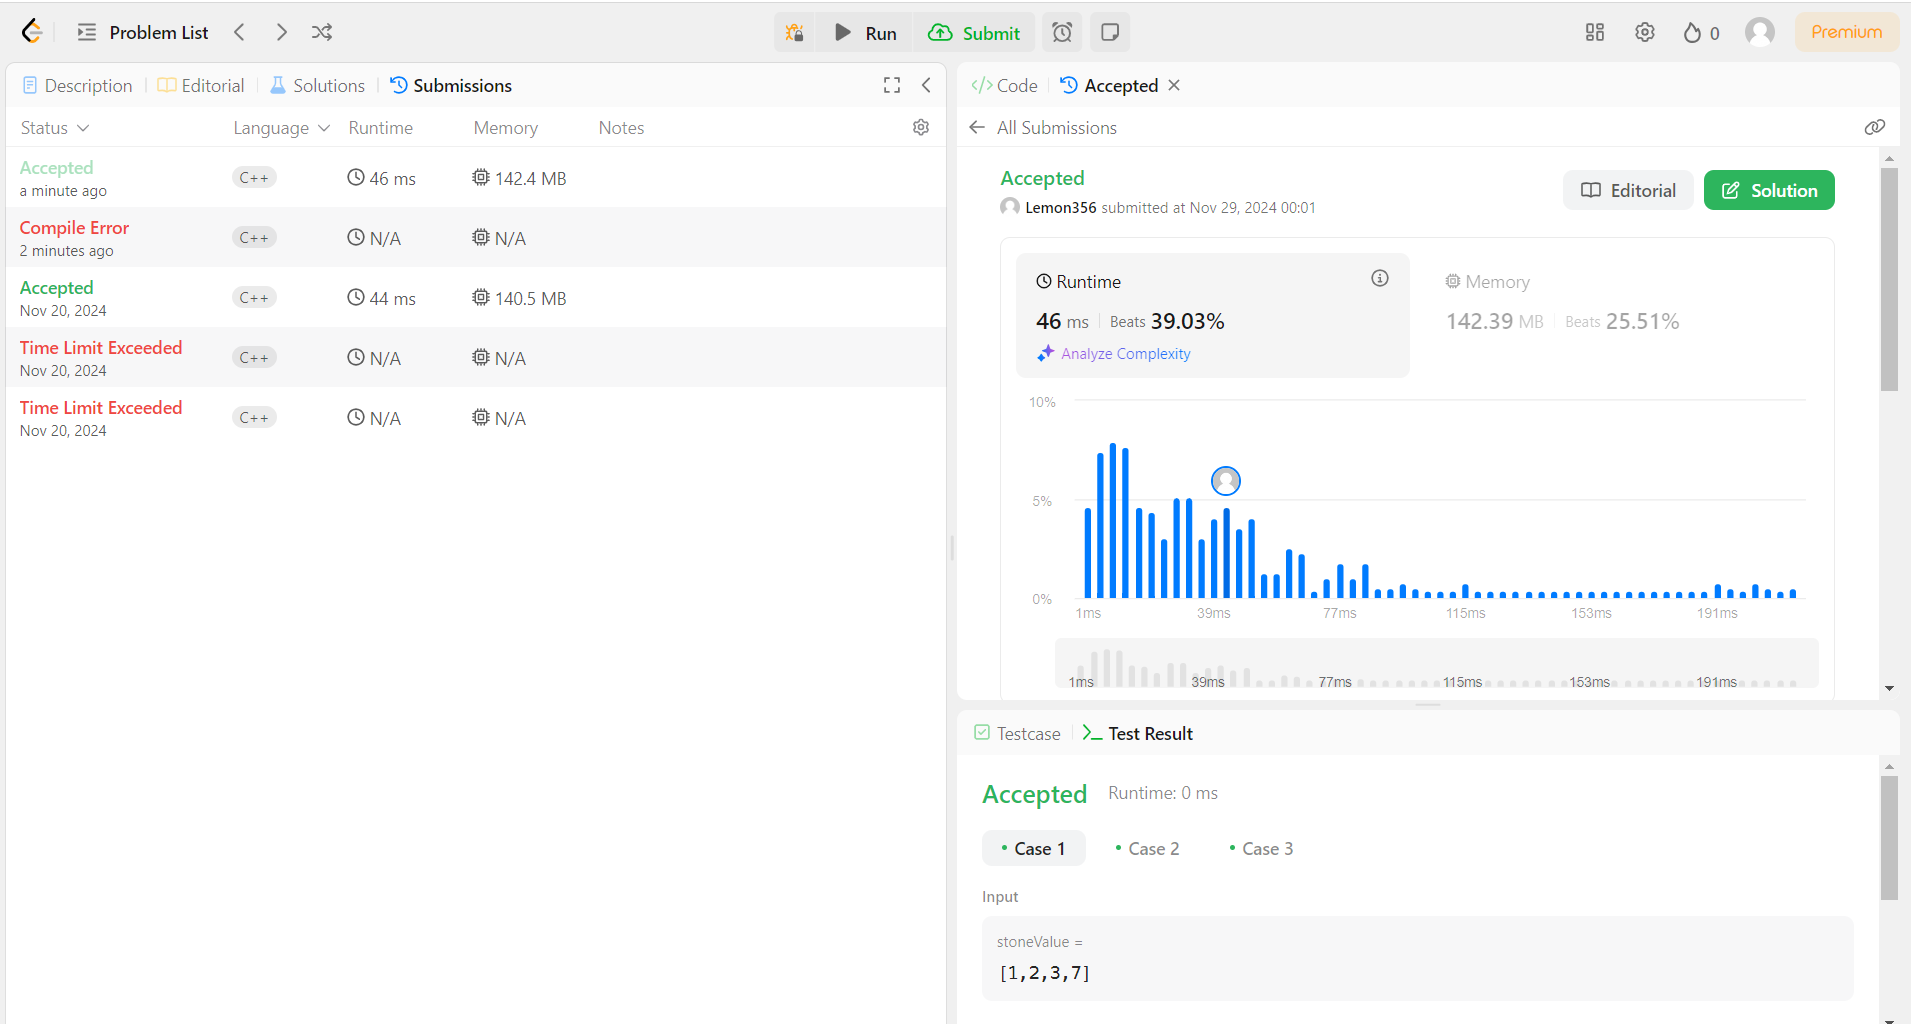 Problem List
Run
Submit
0
Premium
Description
Editorial
Solutions
Submissions
Status
Language
Runtime
Memory
Notes
Accepted
a minute ago
C++
46 ms
142.4 MB
Compile Error
2 minutes ago
C++
N/A
N/A
Accepted
Nov 20, 2024
C++
44 ms
140.5 MB
Time Limit Exceeded
Nov 20, 2024
C++
N/A
N/A
Time Limit Exceeded
Nov 20, 2024
C++
N/A
N/A
</> Code
Accepted
All Submissions
Accepted
Lemon356 submitted at Nov 29, 2024 00:01
Editorial
Solution
Runtime
46 ms
Beats 39.03%
Analyze Complexity
Memory
142.39 MB
Beats 25.51%
10%
5%
0%
1ms 39ms 77ms 115ms 153ms 191ms
1ms 39ms 77ms 115ms 153ms 191ms
Testcase
Test Result
Accepted
Runtime: 0 ms
Case 1
Case 2
Case 3
Input
stoneValue =
[1,2,3,7]